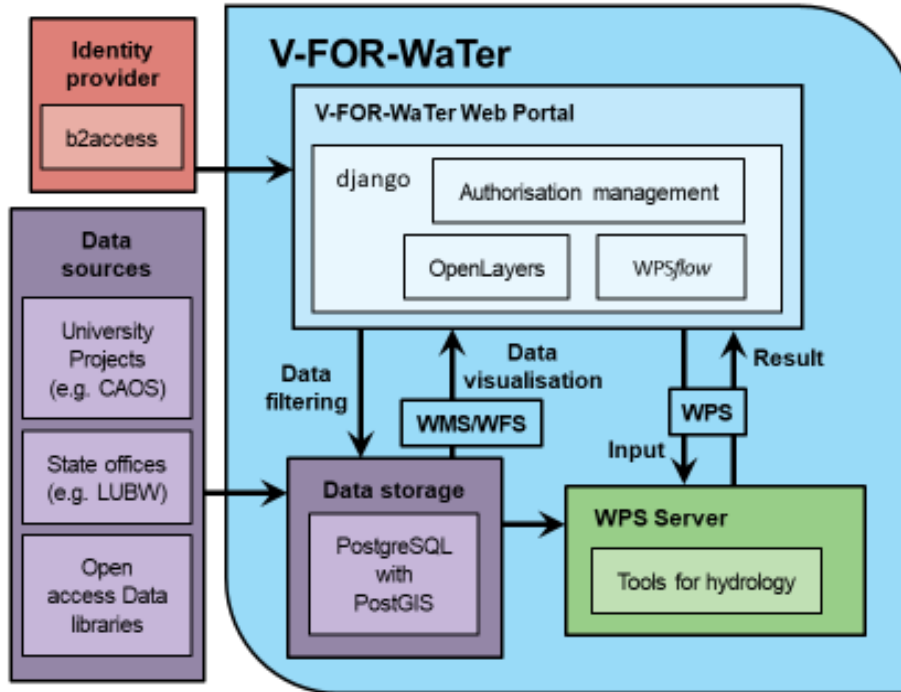 Identity
provider
b2access
Data
sources
University
Projects
(e.g. CAOS)
State offices
(e.g. LUBW)
Open
access Data
libraries
V-FOR-WaTer
V-FOR-WaTer Web Portal
django
Authorisation management
OpenLayers
WPSflow
Data
filtering
Data
visualisation
WMS/WFS
Result
WPS
Input
Data storage
PostgreSQL
with
PostGIS
WPS Server
Tools for hydrology